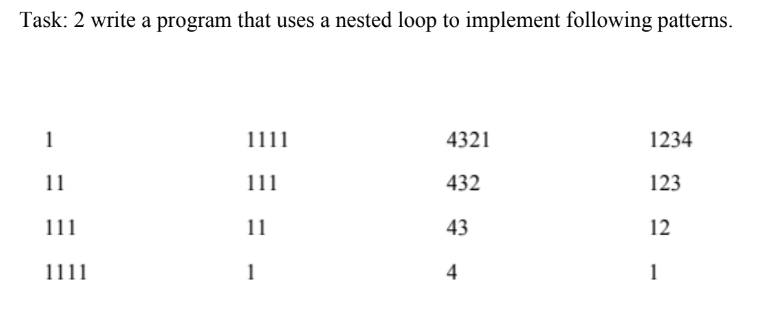 Task: 2 write a program that uses a nested loop to implement following patterns.
1 1111 4321 1234
11 111 432 123
111 11 43 12
1111 1 4 1